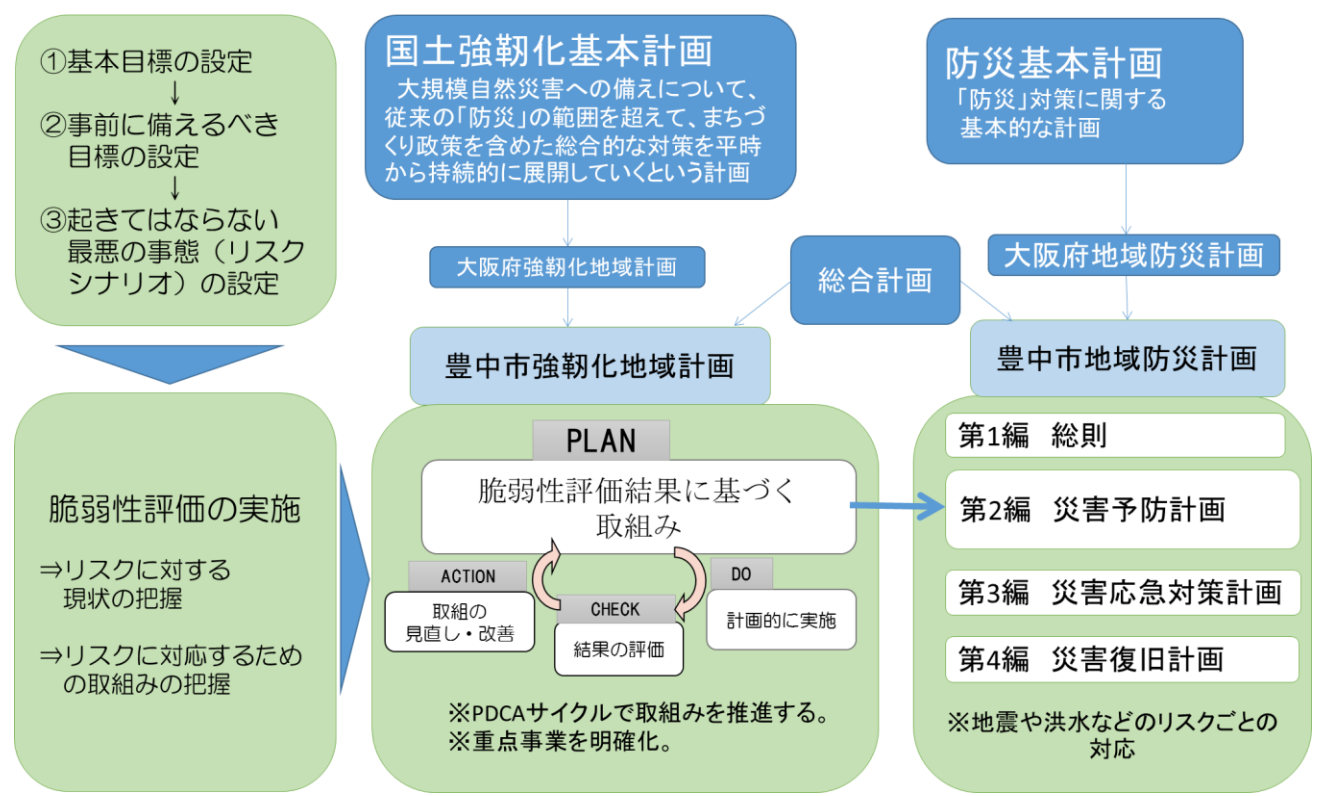 ①基本目標の設定
↓
②事前に備えるべき
目標の設定
↓
③起きてはならない
最悪の事態（リスク
シナリオ）の設定
脆弱性評価の実施
⇒リスクに対する
現状の把握
⇒リスクに対応するため
の取組みの把握
国土強靭化基本計画
大規模自然災害への備えについて、
従来の「防災」の範囲を超えて、まちづ
くり政策を含めた総合的な対策を平時
から持続的に展開していくという計画
防災基本計画
「防災」対策に関する
基本的な計画
大阪府強靭化地域計画
総合計画
大阪府地域防災計画
豊中市強靭化地域計画
豊中市地域防災計画
PLAN
脆弱性評価結果に基づく
取組み
ACTION
取組の
見直し・改善
CHECK
結果の評価
DO
計画的に実施
※PDCAサイクルで取組みを推進する。
※重点事業を明確化。
第1編　総則
第2編　災害予防計画
第3編　災害応急対策計画
第4編　災害復旧計画
※地震や洪水などのリスクごとの
対応